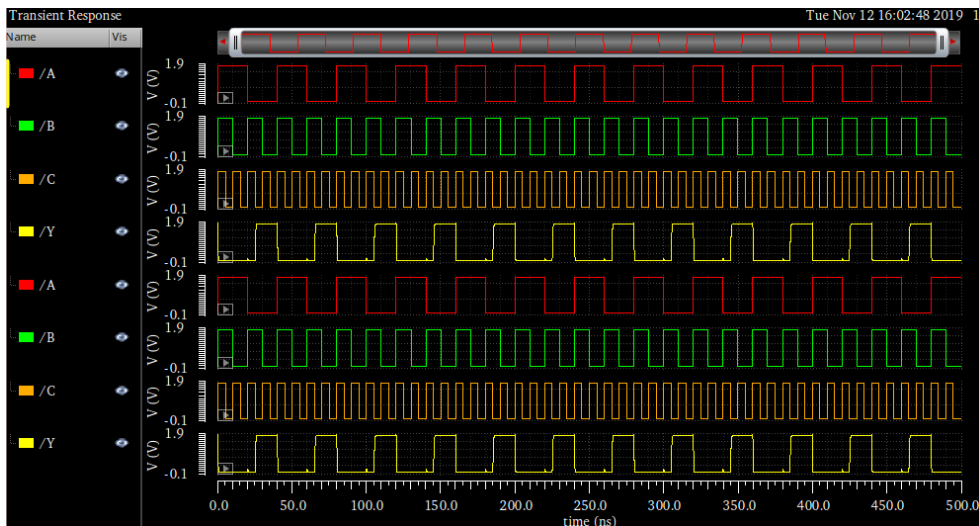 Transient Response Tue Nov 12 16:02:48 2019 1
Name Vis
/A
V (V)
1.9
-0.1
/B
V (V)
1.9
-0.1
/C
V (V)
1.9
-0.1
/Y
V (V)
1.9
-0.1
/A
V (V)
1.9
-0.1
/B
V (V)
1.9
-0.1
/C
V (V)
1.9
-0.1
/Y
V (V)
1.9
-0.1
0.0 50.0 100.0 150.0 200.0 250.0 300.0 350.0 400.0 450.0 500.0
time (ns)